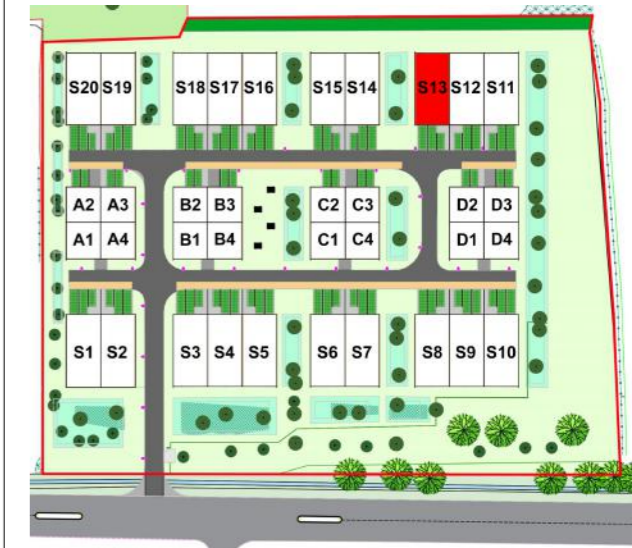 S20 S19 S18 S17 S16 S15 S14 S13 S12 S11
A2 A3 B2 B3 C2 C3 D2 D3
A1 A4 B1 B4 C1 C4 D1 D4
S1 S2 S3 S4 S5 S6 S7 S8 S9 S10